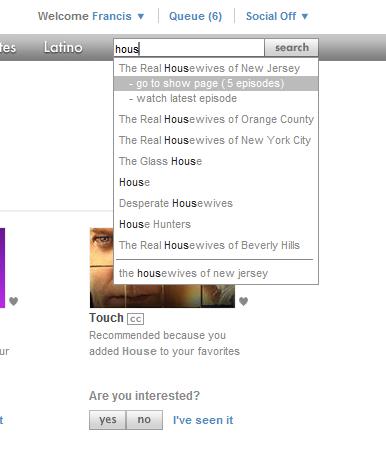 Welcome Francis ▼ Queue (6) Social Off ▼
tes Latino hous search
The Real Housewives of New Jersey
- go to show page ( 5 episodes)
- watch latest episode
The Real Housewives of Orange County
The Real Housewives of New York City
The Glass House
House
Desperate Housewives
House Hunters
The Real Housewives of Beverly Hills
the housewives of new jersey
Touch cc
Recommended because you
ur added House to your favorites
Are you interested?
t yes no I've seen it